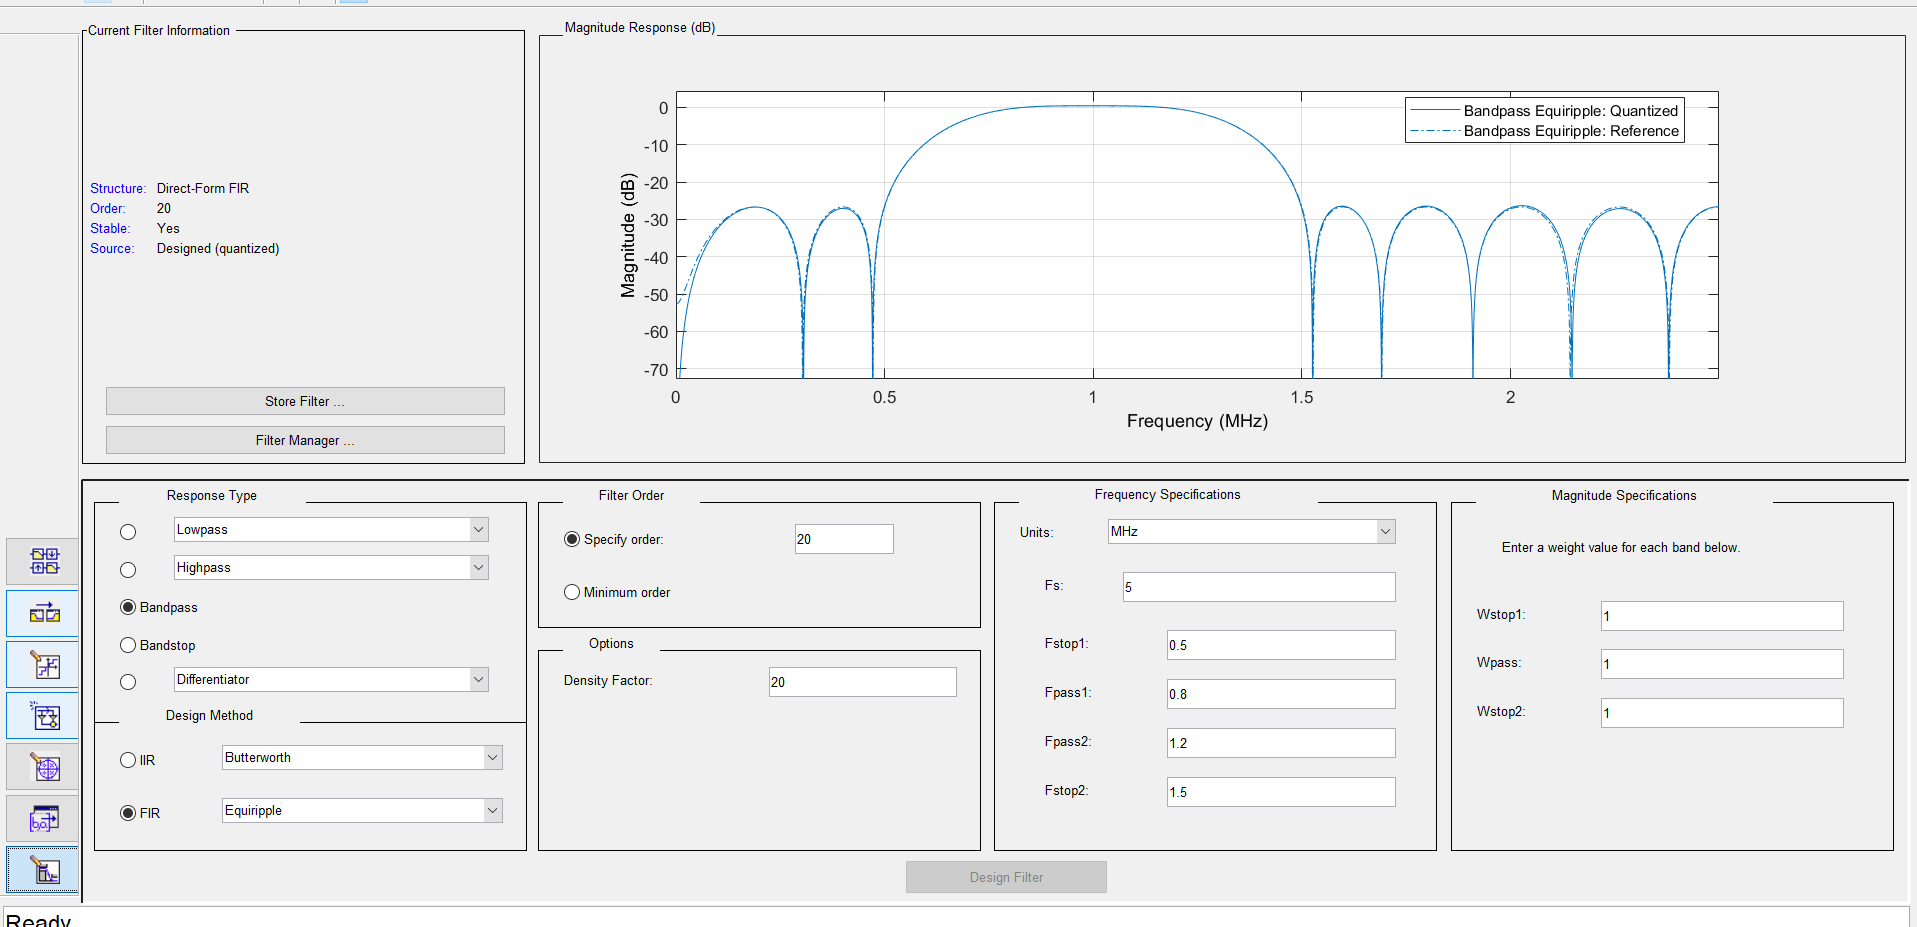 Current Filter Information
Structure: Direct-Form FIR
Order: 20
Stable: Yes
Source: Designed (quantized)
Store Filter ...
Filter Manager ...
Magnitude Response (dB)
Bandpass Equiripple: Quantized
Bandpass Equiripple: Reference
Magnitude (dB)
0
-10
-20
-30
-40
-50
-60
-70
0 0.5 1 1.5 2
Frequency (MHz)
Response Type
Lowpass
Highpass
Bandpass
Bandstop
Differentiator
Design Method
IIR Butterworth
FIR Equiripple
Filter Order
Specify order: 20
Minimum order
Options
Density Factor: 20
Frequency Specifications
Units: MHz
Fs: 5
Fstop1: 0.5
Fpass1: 0.8
Fpass2: 1.2
Fstop2: 1.5
Magnitude Specifications
Enter a weight value for each band below.
Wstop1: 1
Wpass: 1
Wstop2: 1
Design Filter
Ready